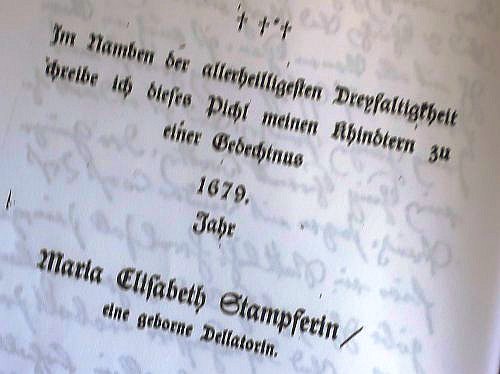 † † † †
Im Namben der allerheilligesten Dreyfaltigkheit
schreibe ich dieses Pichl meinen Khindtern zu
einer Gedechtnus
1679.
Jahr
Maria Elisabeth Stampferin
eine geborne Dellatorin.